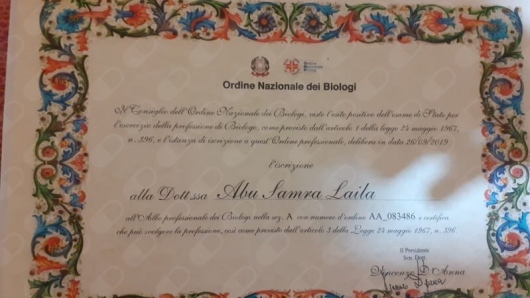 Ordine Nazionale dei Biologi
Il Consiglio dell'Ordine Nazionale dei Biologi, visto l'esito positivo dell'esame di Stato per
l'esercizio della professione di Biologo, come previsto dall'articolo 1 della legge 24 maggio 1967,
n. 396, e l'istanza di iscrizione a quest'Ordine professionale, delibera in data 26/09/2019
l'iscrizione
alla Dott.ssa Abu Samra Laila
all'Albo professionale dei Biologi nella sez. A con numero d'ordine AA_083486 e certifica
che può svolgere la professione, così come previsto dall'articolo 3 della Legge 24 maggio 1967, n. 396.
Il Presidente
Sen. Dott.
Vincenzo D'Anna